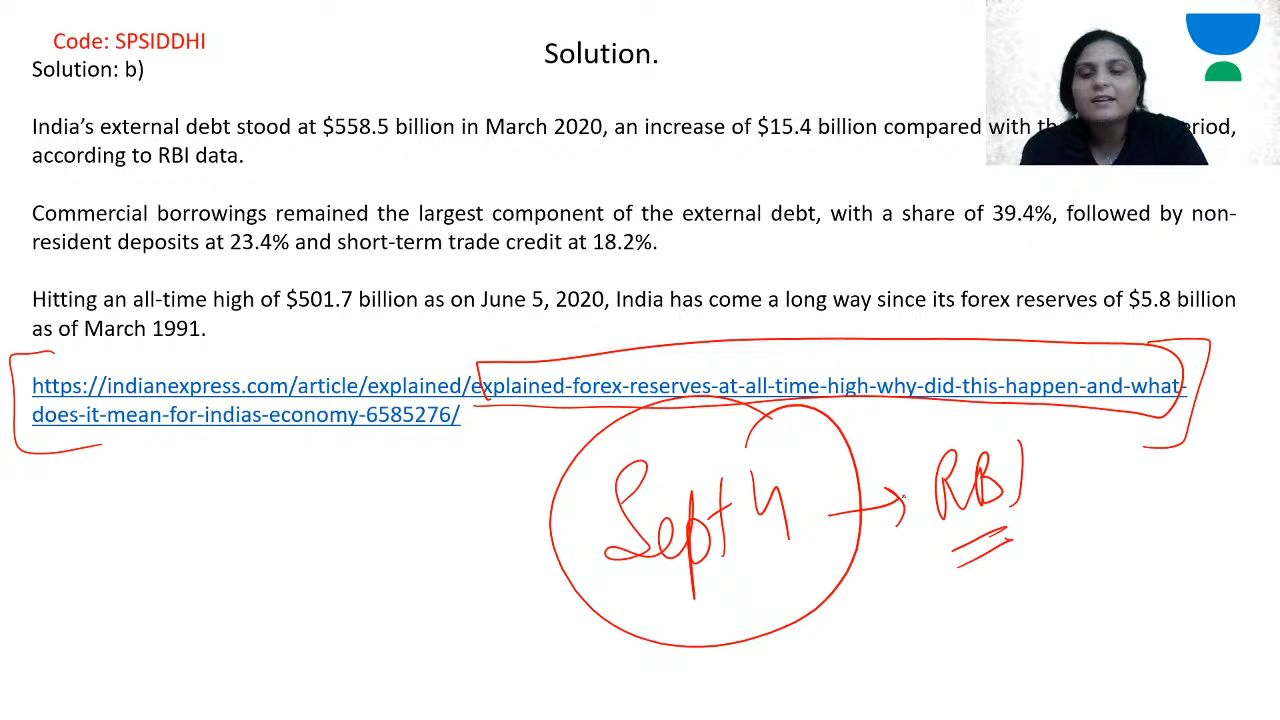 Code: SPSIDDHI
Solution.
Solution: b)
India's external debt stood at $558.5 billion in March 2020, an increase of $15.4 billion compared with
according to RBI data.
Commercial borrowings remained the largest component of the external debt, with a share of 39.4%, followed by non-
resident deposits at 23.4% and short-term trade credit at 18.2%.
Hitting an all-time high of $501.7 billion as on June 5, 2020, India has come a long way since its forex reserves of $5.8 billion
as of March 1991.
https://indianexpress.com/article/explained/explained-forex-reserves-at-all-time-high-why-did-this-happen-and-what-
does-it-mean-for-indias-economy-6585276/
Sept 4 → RBI